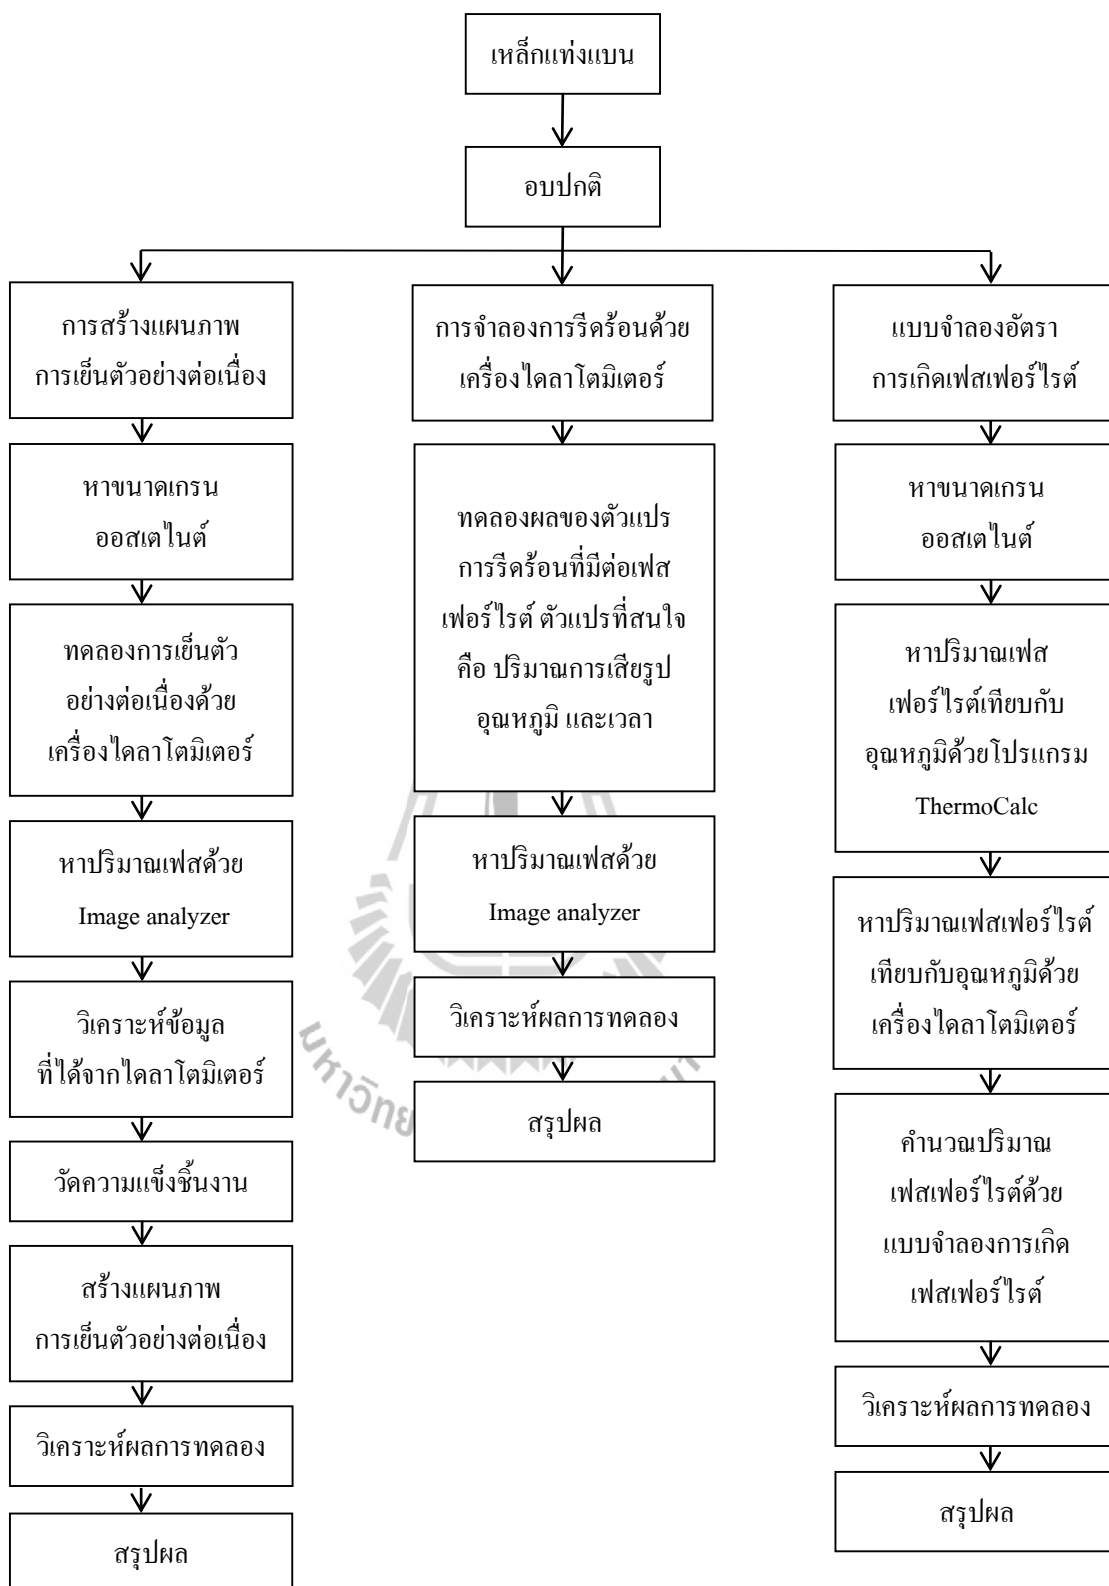 เหล็กแท่งแบน
อบปกติ
การสร้างแผนภาพ
การเย็นตัวอย่างต่อเนื่อง
หาขนาดเกรน
ออสเตไนต์
ทดลองการเย็นตัว
อย่างต่อเนื่องด้วย
เครื่องไดลาโตมิเตอร์
หาปริมาณเฟสด้วย
Image analyzer
วิเคราะห์ข้อมูล
ที่ได้จากไดลาโตมิเตอร์
วัดความแข็งชิ้นงาน
สร้างแผนภาพ
การเย็นตัวอย่างต่อเนื่อง
วิเคราะห์ผลการทดลอง
สรุปผล
การจำลองการรีดร้อนด้วย
เครื่องไดลาโตมิเตอร์
ทดลองผลของตัวแปร
การรีดร้อนที่มีต่อเฟส
เฟอร์ไรต์ ตัวแปรที่สนใจ
คือ ปริมาณการเสียรูป
อุณหภูมิ และเวลา
หาปริมาณเฟสด้วย
Image analyzer
วิเคราะห์ผลการทดลอง
สรุปผล
แบบจำลองอัตรา
การเกิดเฟสเฟอร์ไรต์
หาขนาดเกรน
ออสเตไนต์
หาปริมาณเฟส
เฟอร์ไรต์เทียบกับ
อุณหภูมิด้วยโปรแกรม
ThermoCalc
หาปริมาณเฟสเฟอร์ไรต์
เทียบกับอุณหภูมิด้วย
เครื่องไดลาโตมิเตอร์
คำนวณปริมาณ
เฟสเฟอร์ไรต์ด้วย
แบบจำลองการเกิด
เฟสเฟอร์ไรต์
วิเคราะห์ผลการทดลอง
สรุปผล